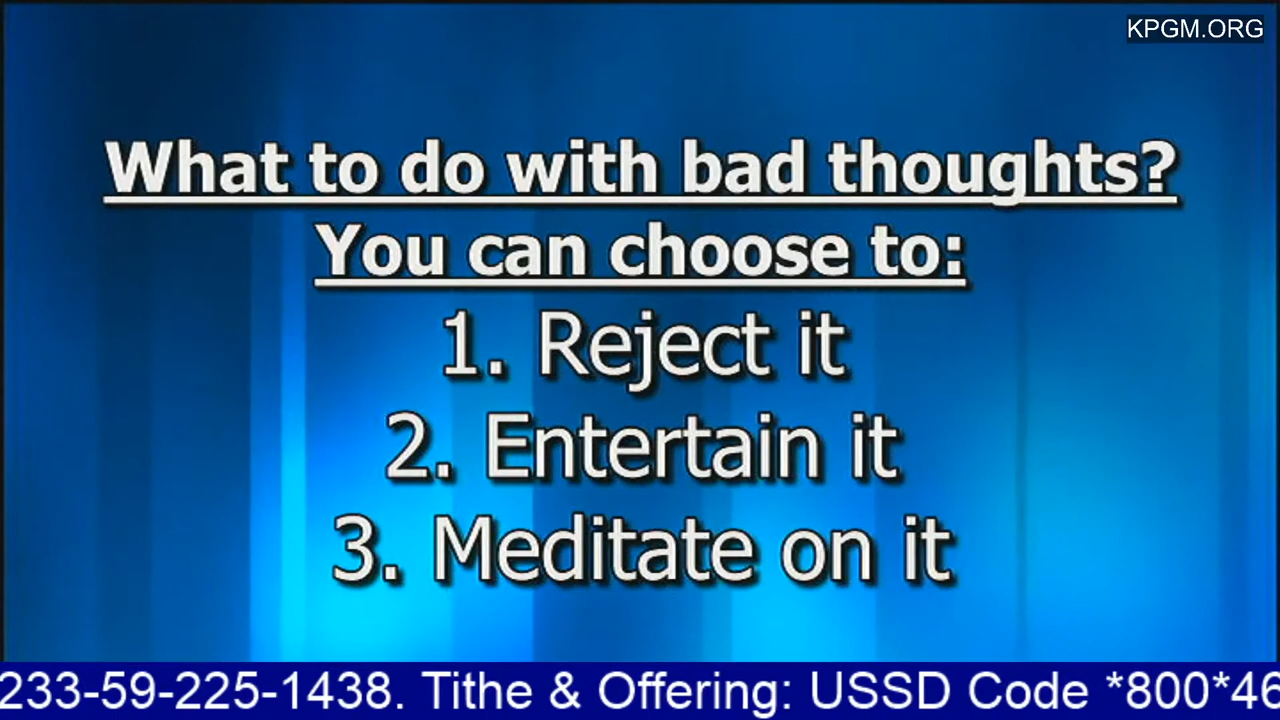 KPGM.ORG
What to do with bad thoughts?
You can choose to:
1. Reject it
2. Entertain it
3. Meditate on it
233-59-225-1438. Tithe & Offering: USSD Code *800*46